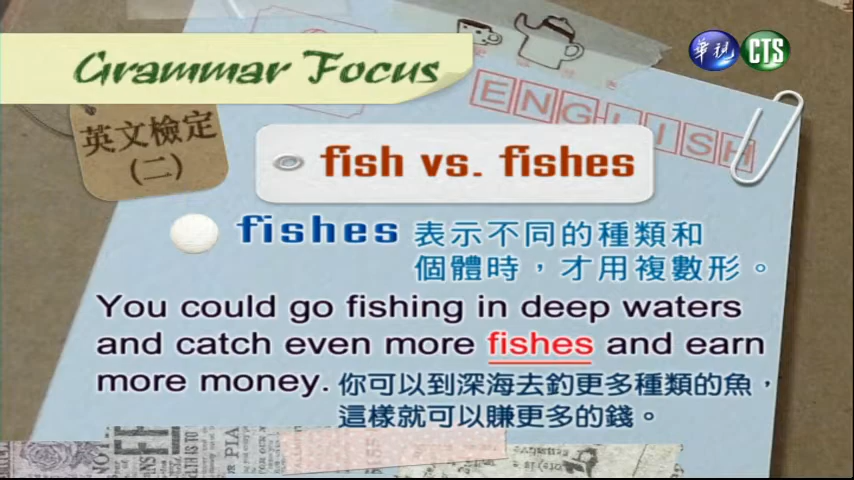 華視 CTS
Grammar Focus
ENGLISH
英文檢定
(二)
fish vs. fishes
fishes 表示不同的種類和
個體時，才用複數形。
You could go fishing in deep waters
and catch even more fishes and earn
more money. 你可以到深海去釣更多種類的魚，
這樣就可以賺更多的錢。